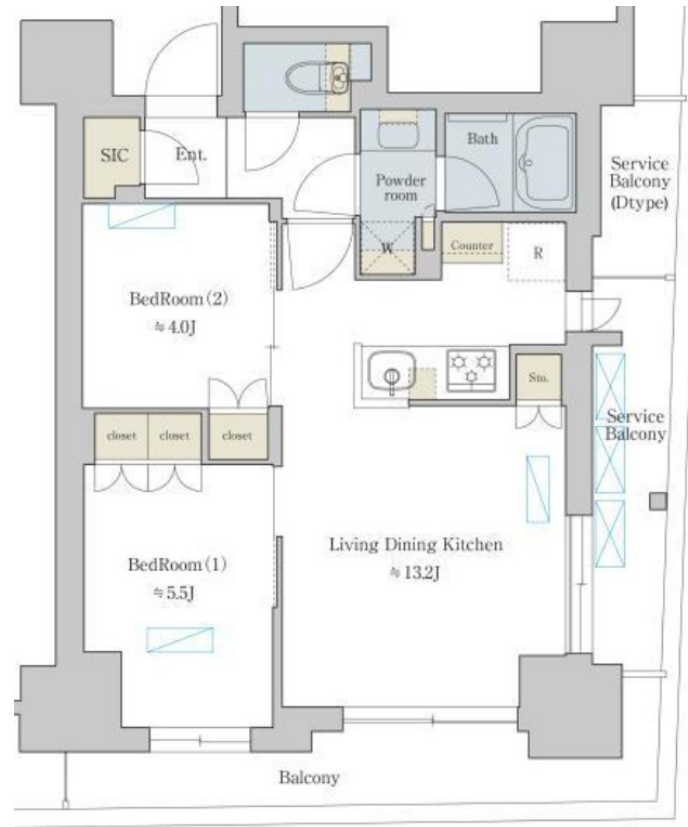 SIC
Ent.
Bath
Powder
room
W
Counter
R
Service
Balcony
(Dtype)
BedRoom(2)
≒4.0J
Sto.
closet
closet
closet
Service
Balcony
BedRoom(1)
≒5.5J
Living Dining Kitchen
≒13.2J
Balcony